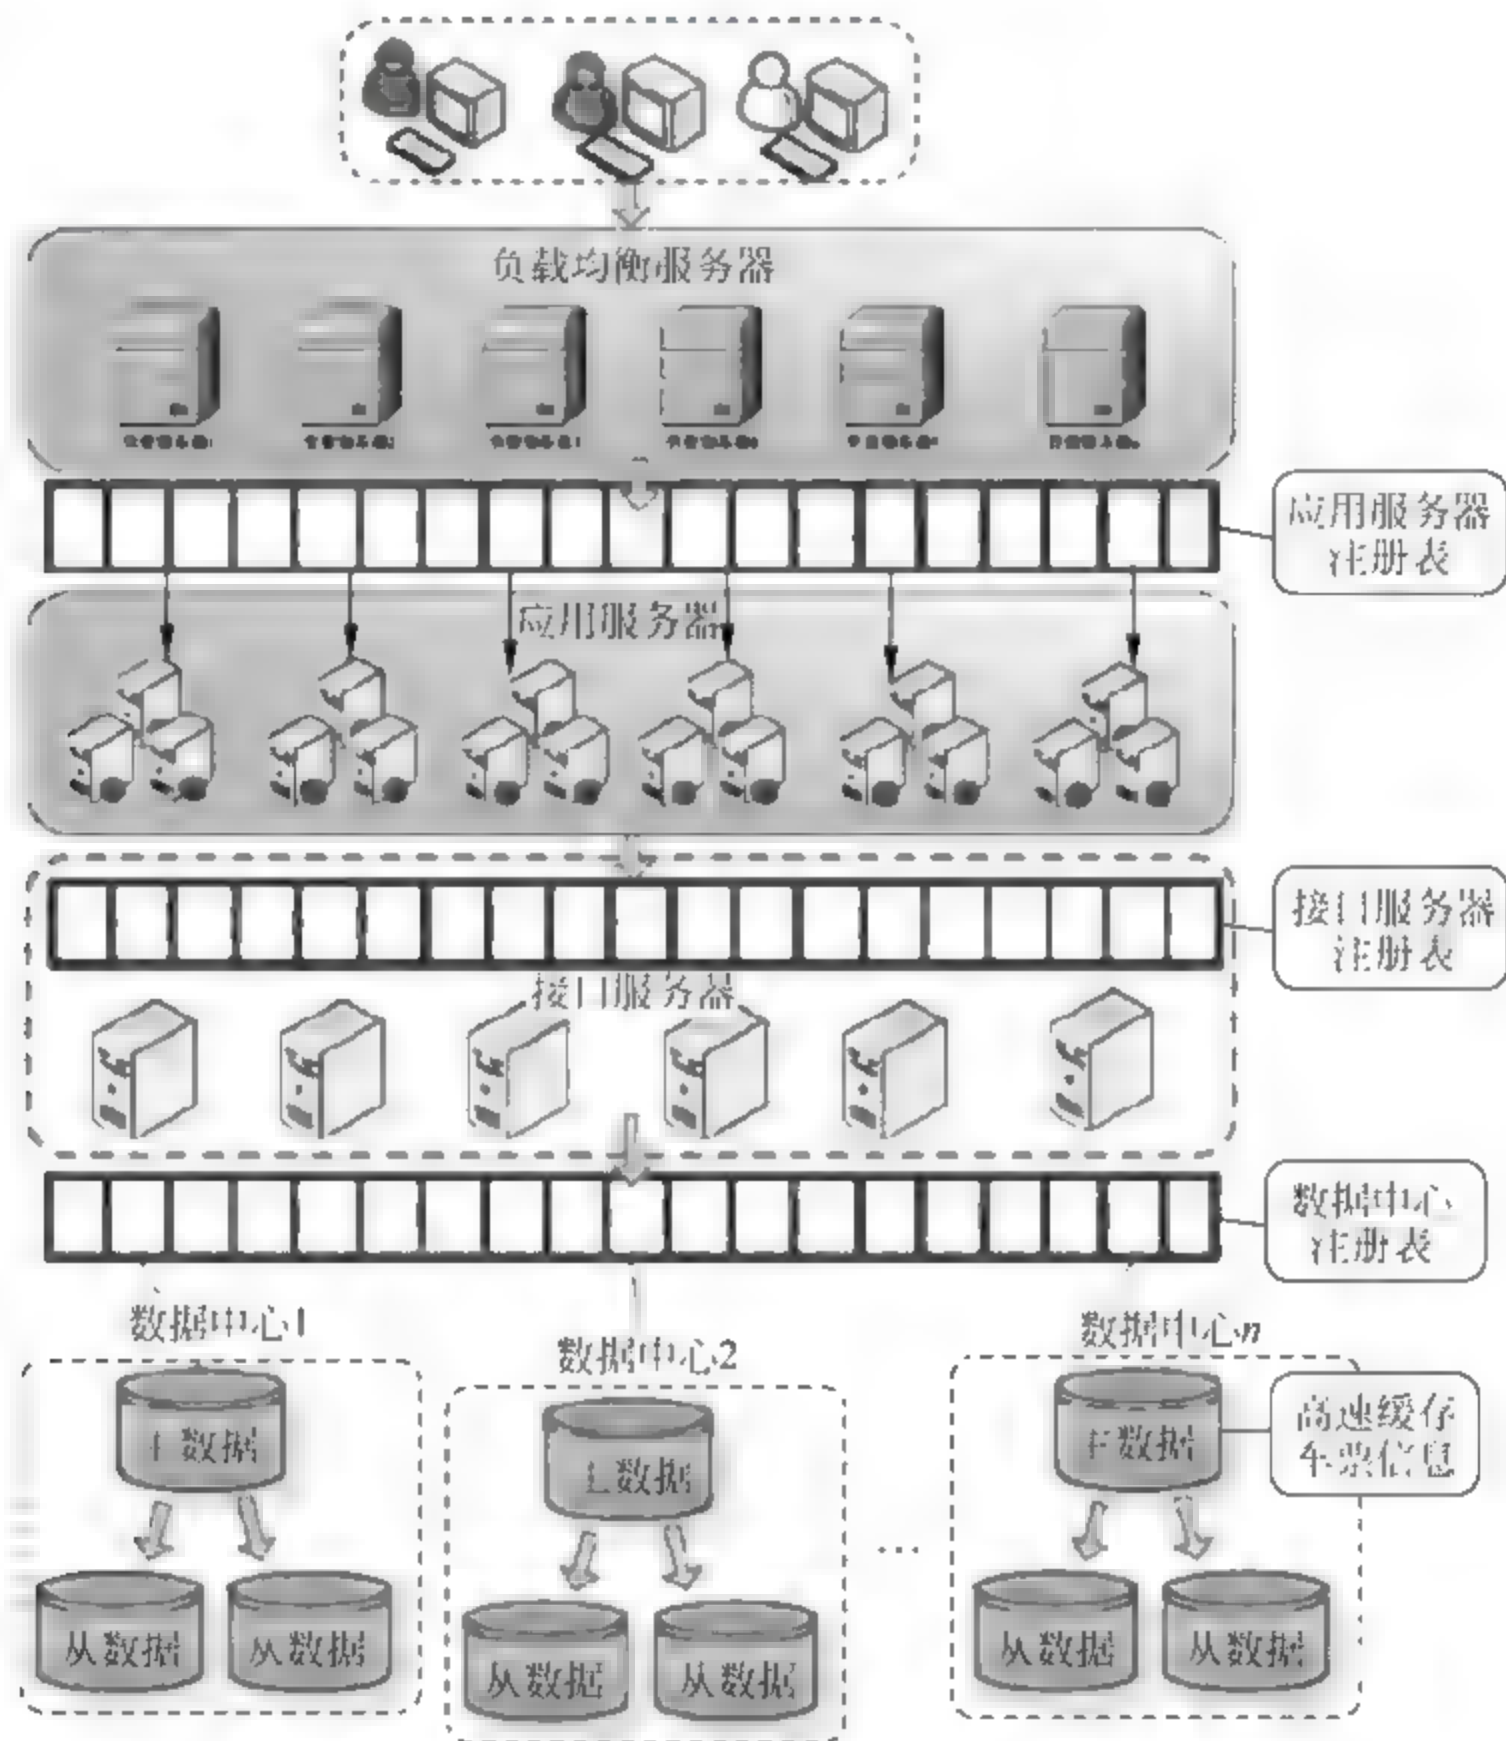 负载均衡服务器
应用服务器
注册表
应用服务器
接口服务器
注册表
接口服务器
数据中心
注册表
数据中心1
数据中心2
数据中心n
主数据
主数据
主数据
高速缓存
车票信息
...
从数据
从数据
从数据
从数据
从数据
从数据